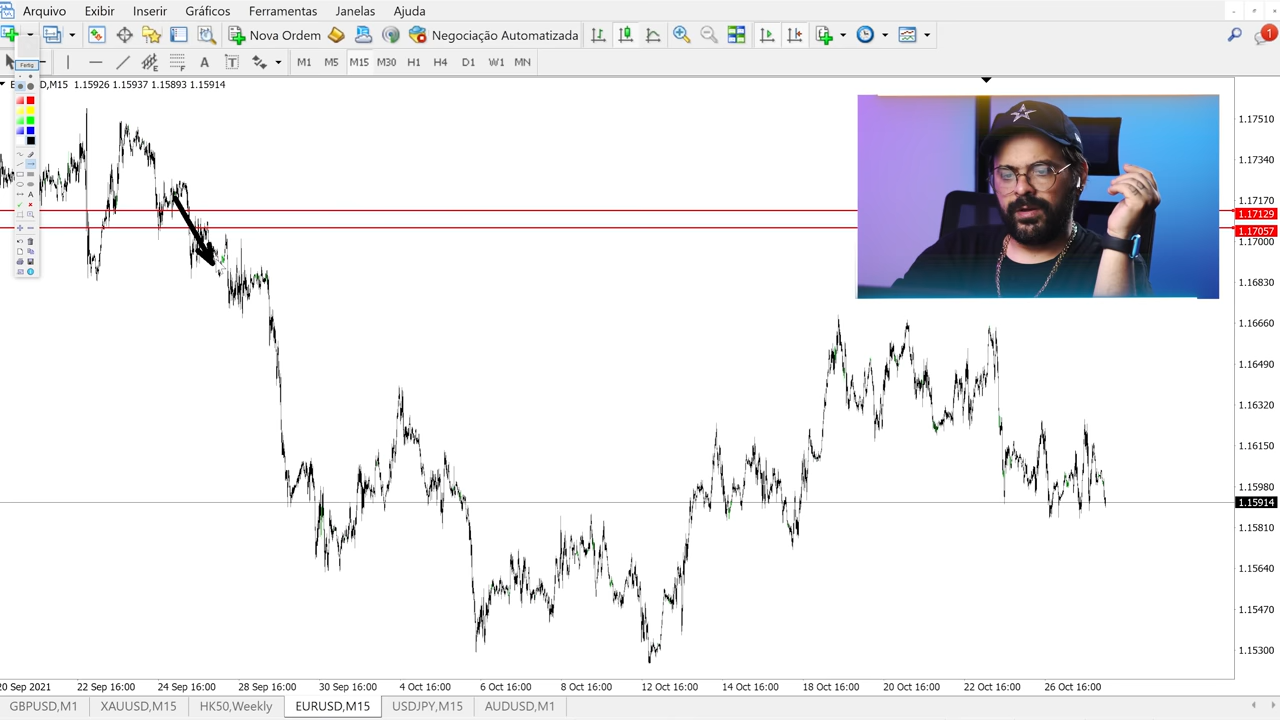 Arquivo Exibir Inserir Gráficos Ferramentas Janelas Ajuda
Nova Ordem Negociação Automatizada 1
A T M1 M5 M15 M30 H1 H4 D1 W1 MN
Fertig
D,M15 1.15926 1.15937 1.15893 1.15914
A
1.17510
1.17340
1.17170
1.17129
1.17057
1.17000
1.16830
1.16660
1.16490
1.16320
1.16150
1.15980
1.15914
1.15810
1.15640
1.15470
1.15300
20 Sep 2021 22 Sep 16:00 24 Sep 16:00 28 Sep 16:00 30 Sep 16:00 4 Oct 16:00 6 Oct 16:00 8 Oct 16:00 12 Oct 16:00 14 Oct 16:00 18 Oct 16:00 20 Oct 16:00 22 Oct 16:00 26 Oct 16:00
GBPUSD,M1 XAUUSD,M15 HK50,Weekly EURUSD,M15 USDJPY,M15 AUDUSD,M1